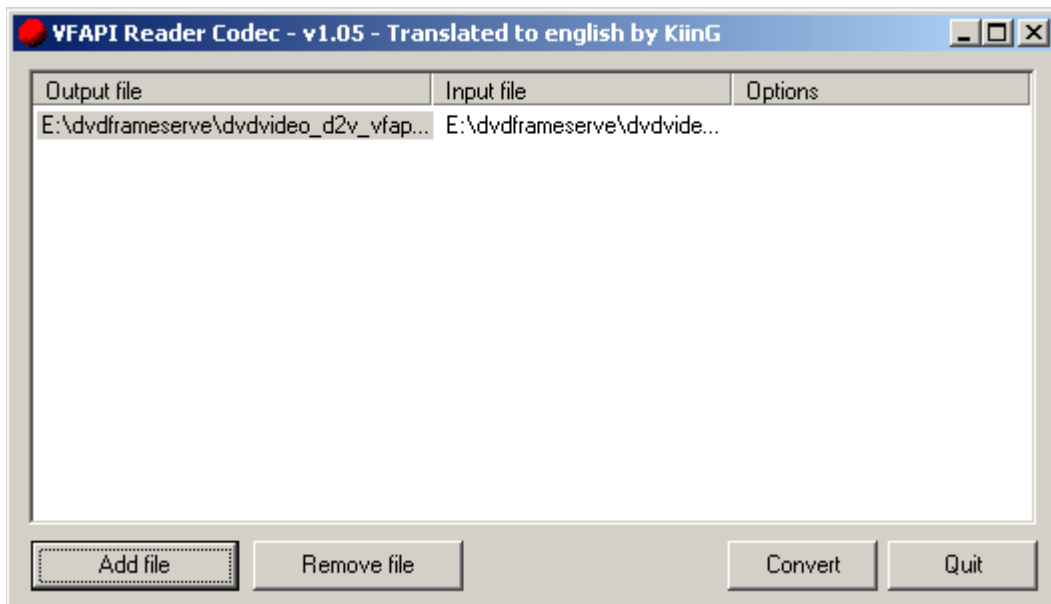 VFAPI Reader Codec - v1.05 - Translated to english by KiinG
Output file Input file Options
E:\dvdframeserve\dvdvideo_d2v_vfap... E:\dvdframeserve\dvdvide...
Add file Remove file Convert Quit